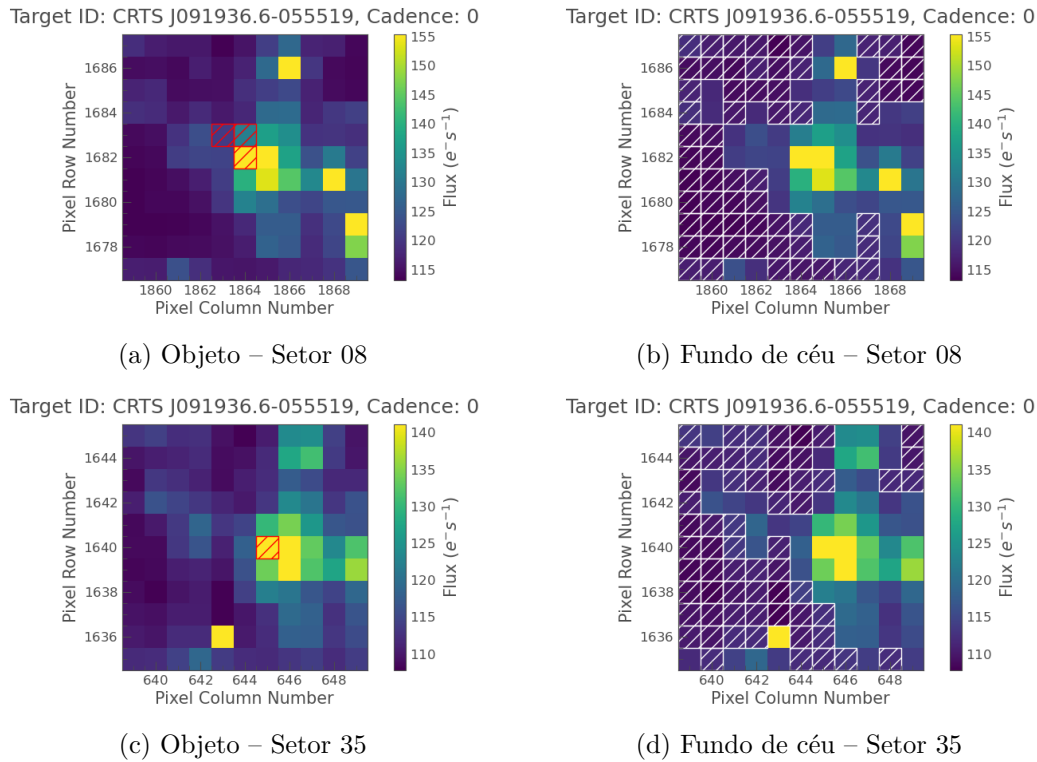 Target ID: CRTS J091936.6-055519, Cadence: 0
Pixel Row Number
1686
1684
1682
1680
1678
1860 1862 1864 1866 1868
Pixel Column Number
155
150
145
140
135
130
125
120
115
Flux (e⁻s⁻¹)
(a) Objeto – Setor 08
Target ID: CRTS J091936.6-055519, Cadence: 0
Pixel Row Number
1686
1684
1682
1680
1678
1860 1862 1864 1866 1868
Pixel Column Number
155
150
145
140
135
130
125
120
115
Flux (e⁻s⁻¹)
(b) Fundo de céu – Setor 08
Target ID: CRTS J091936.6-055519, Cadence: 0
Pixel Row Number
1644
1642
1640
1638
1636
640 642 644 646 648
Pixel Column Number
140
135
130
125
120
115
110
Flux (e⁻s⁻¹)
(c) Objeto – Setor 35
Target ID: CRTS J091936.6-055519, Cadence: 0
Pixel Row Number
1644
1642
1640
1638
1636
640 642 644 646 648
Pixel Column Number
140
135
130
125
120
115
110
Flux (e⁻s⁻¹)
(d) Fundo de céu – Setor 35